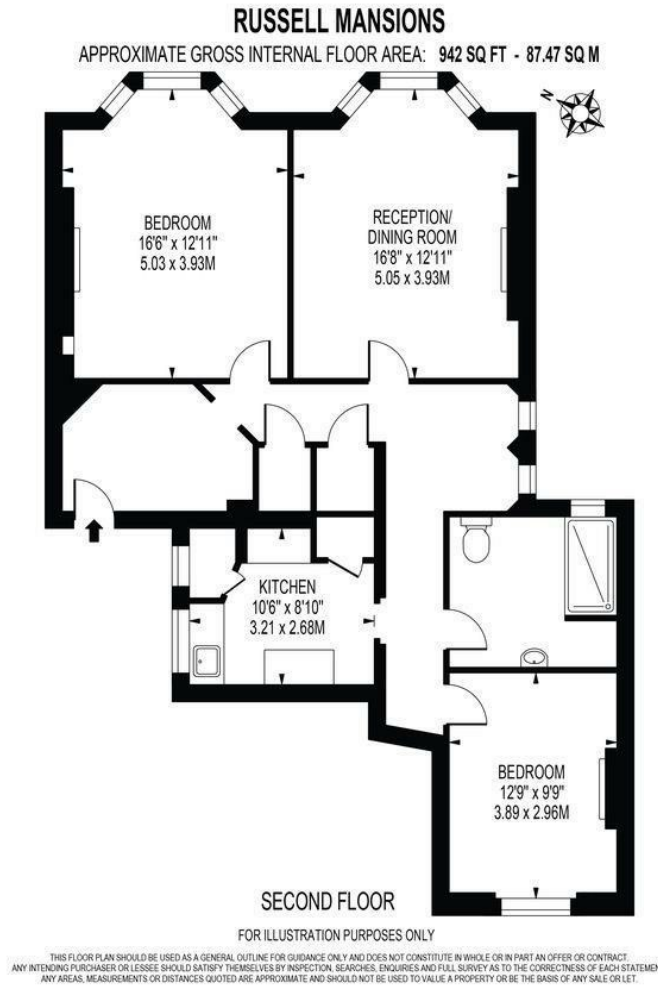 RUSSELL MANSIONS
APPROXIMATE GROSS INTERNAL FLOOR AREA: 942 SQ FT - 87.47 SQ M
N
BEDROOM
16'6" x 12'11"
5.03 x 3.93M
RECEPTION/
DINING ROOM
16'8" x 12'11"
5.05 x 3.93M
KITCHEN
10'6" x 8'10"
3.21 x 2.68M
BEDROOM
12'9" x 9'9"
3.89 x 2.96M
SECOND FLOOR
FOR ILLUSTRATION PURPOSES ONLY
THIS FLOOR PLAN SHOULD BE USED AS A GENERAL OUTLINE FOR GUIDANCE ONLY AND DOES NOT CONSTITUTE IN WHOLE OR IN PART AN OFFER OR CONTRACT.
ANY INTENDING PURCHASER OR LESSEE SHOULD SATISFY THEMSELVES BY INSPECTION, SEARCHES, ENQUIRIES AND FULL SURVEY AS TO THE CORRECTNESS OF EACH STATEMEN
ANY AREAS, MEASUREMENTS OR DISTANCES QUOTED ARE APPROXIMATE AND SHOULD NOT BE USED TO VALUE A PROPERTY OR BE THE BASIS OF ANY SALE OR LET.